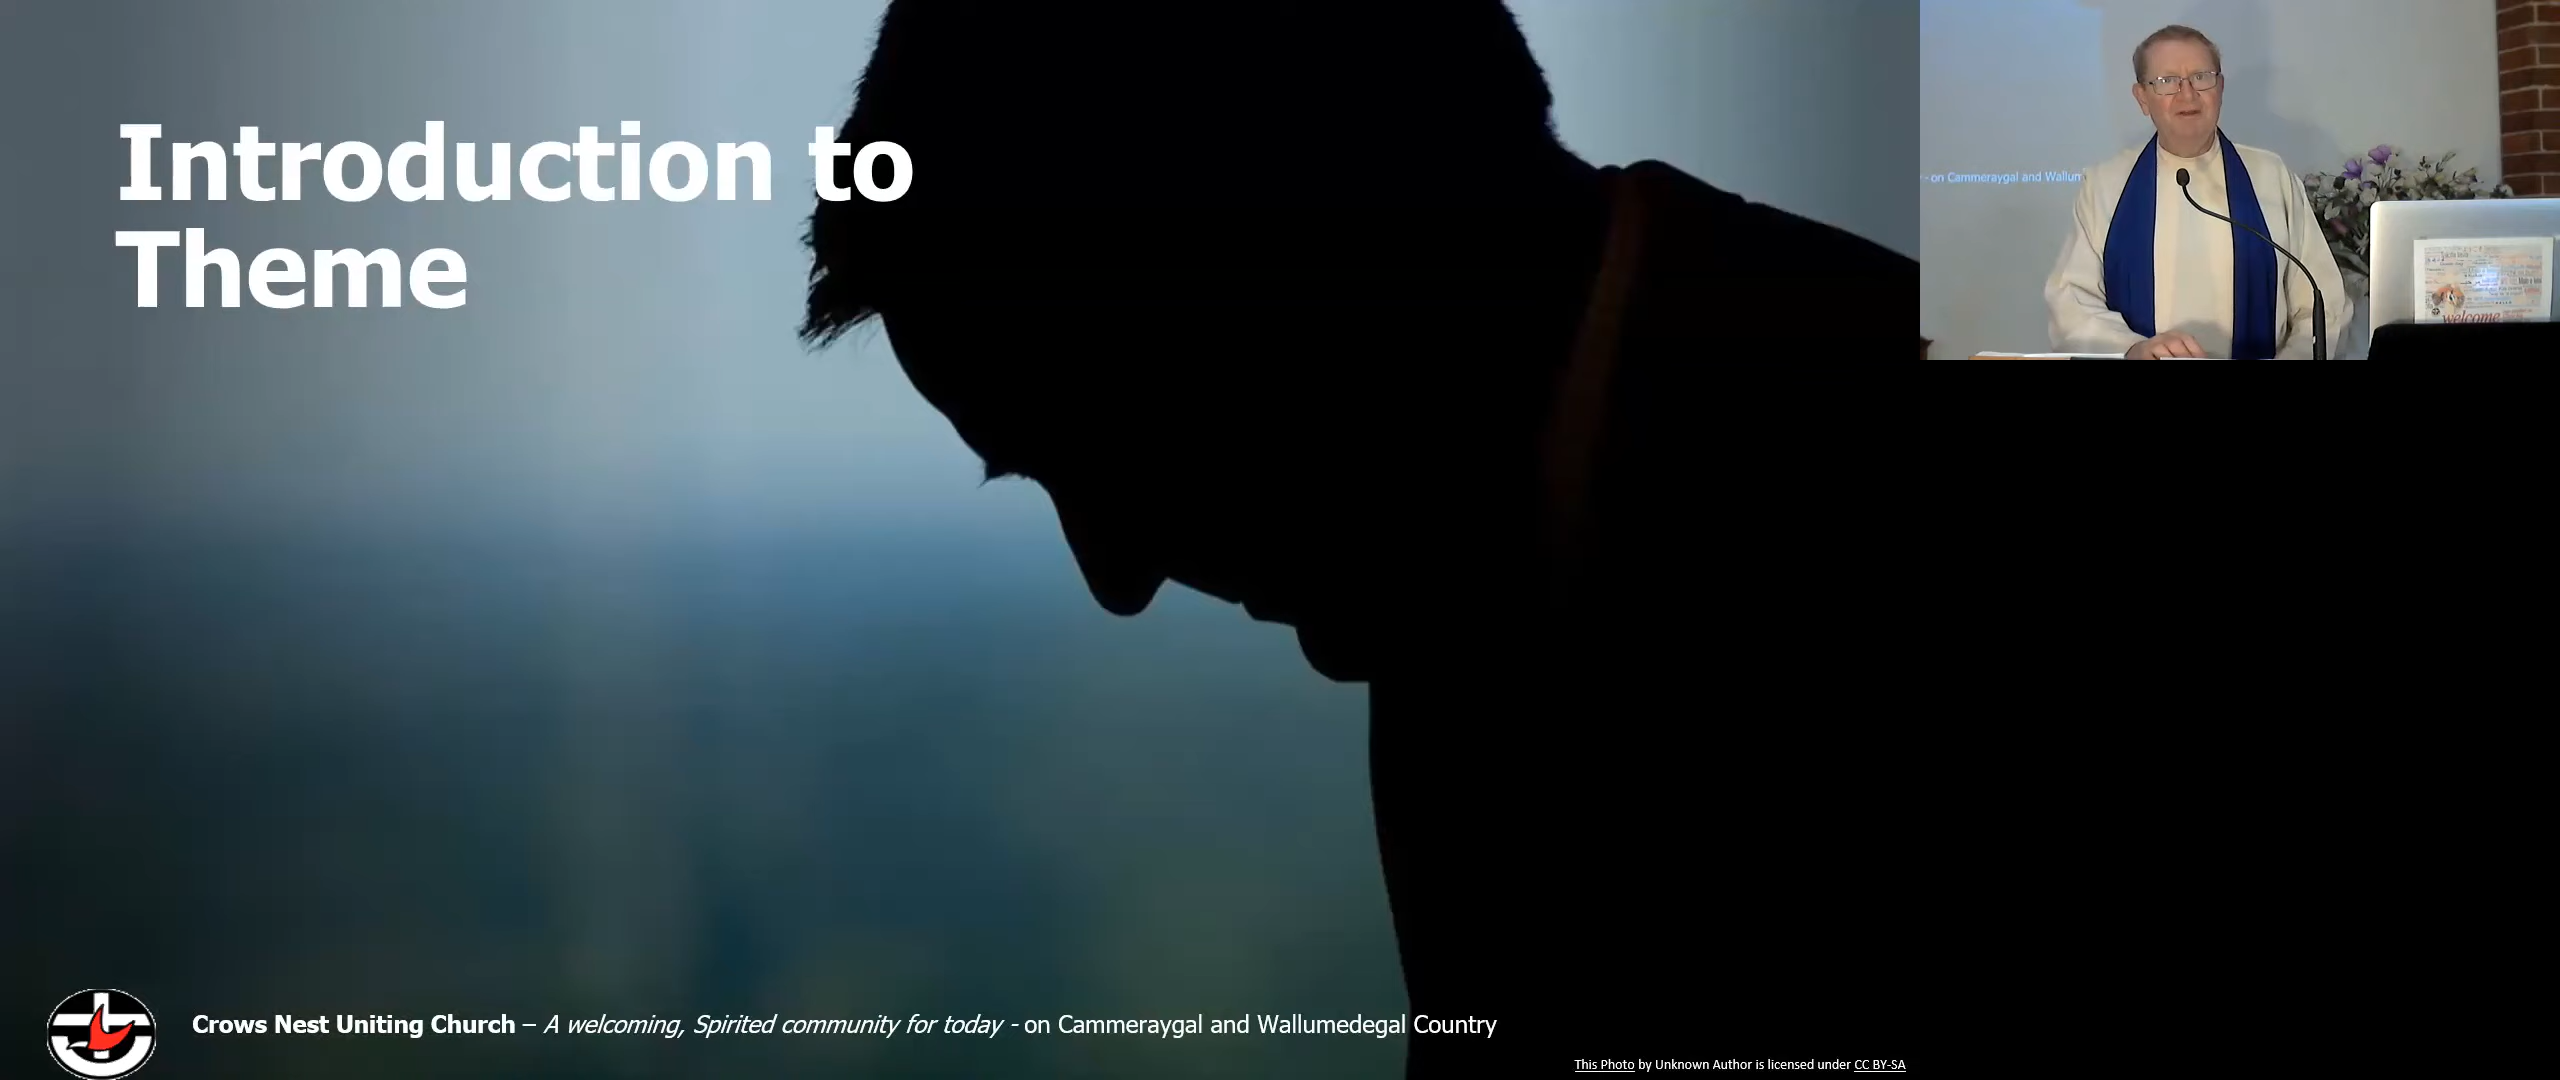 Introduction to
Theme
- on Cammeraygal and Wallum
welcome
Crows Nest Uniting Church – A welcoming, Spirited community for today - on Cammeraygal and Wallumedegal Country
This Photo by Unknown Author is licensed under CC BY-SA